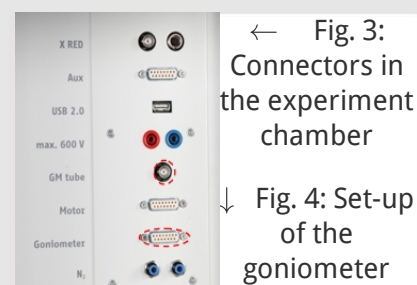 X RED
Aux
USB 2.0
max. 600 V
GM tube
Motor
Goniometer
N₂
← Fig. 3:
Connectors in
the experiment
chamber
↓ Fig. 4: Set-up
of the
goniometer